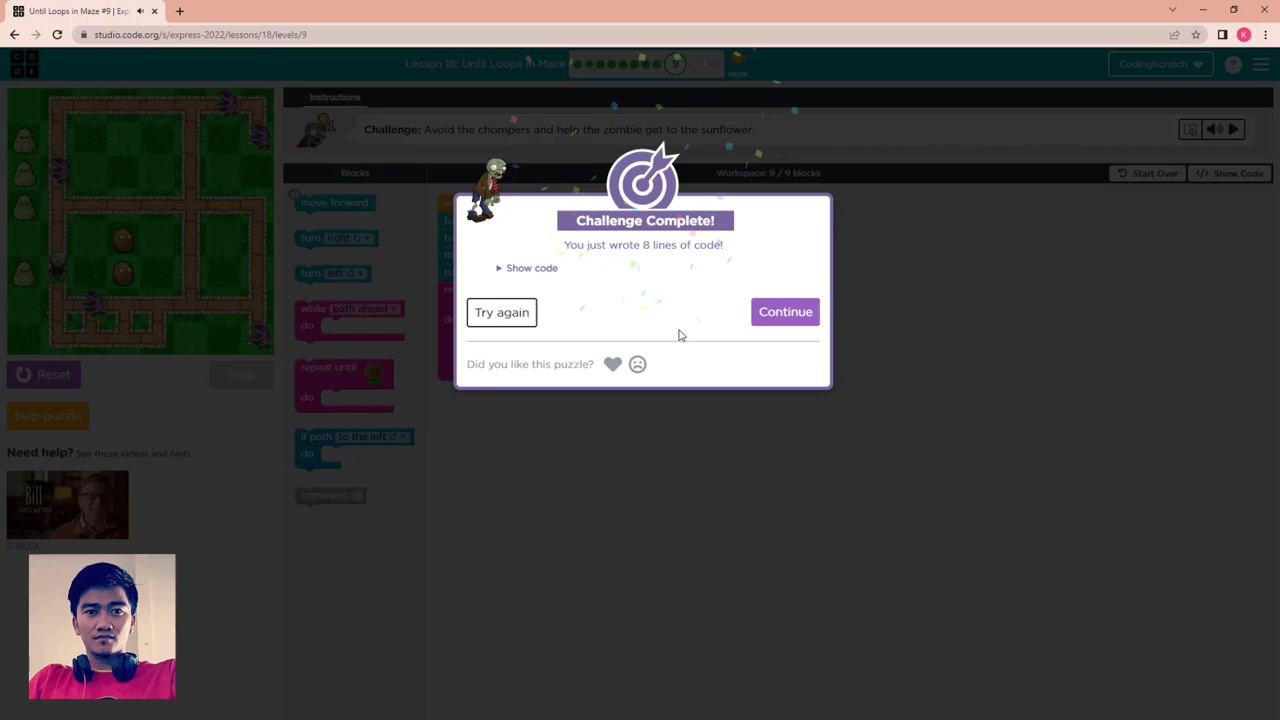 Until Loops in Maze #9 | Exp
studio.code.org/s/express-2022/lessons/18/levels/9
K
C O
D E
Lesson 18: Until Loops in Maze
9
MORE
CodingScratch
?
Instructions
Challenge: Avoid the chompers and help the zombie get to the sunflower.
Blocks
Workspace: 9 / 9 blocks
Start Over
</> Show Code
move forward
turn right
turn left
while path ahead
do
repeat until
do
if path to the left
do
comment:
Challenge Complete!
You just wrote 8 lines of code!
Show code
Try again
Continue
Did you like this puzzle?
Reset
Step
Skip puzzle
Need help? See these videos and hints
Bill